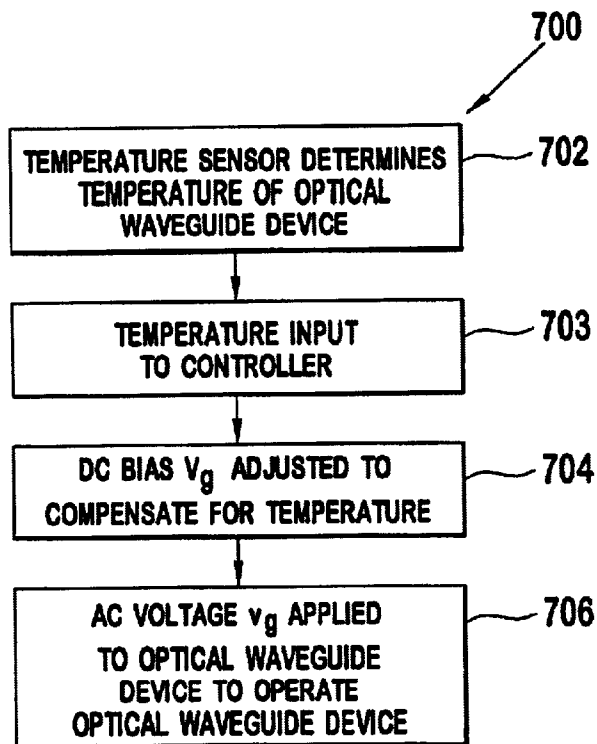 700
TEMPERATURE SENSOR DETERMINES
TEMPERATURE OF OPTICAL
WAVEGUIDE DEVICE
702
TEMPERATURE INPUT
TO CONTROLLER
703
DC BIAS Vg ADJUSTED TO
COMPENSATE FOR TEMPERATURE
704
AC VOLTAGE vg APPLIED
TO OPTICAL WAVEGUIDE
DEVICE TO OPERATE
OPTICAL WAVEGUIDE DEVICE
706